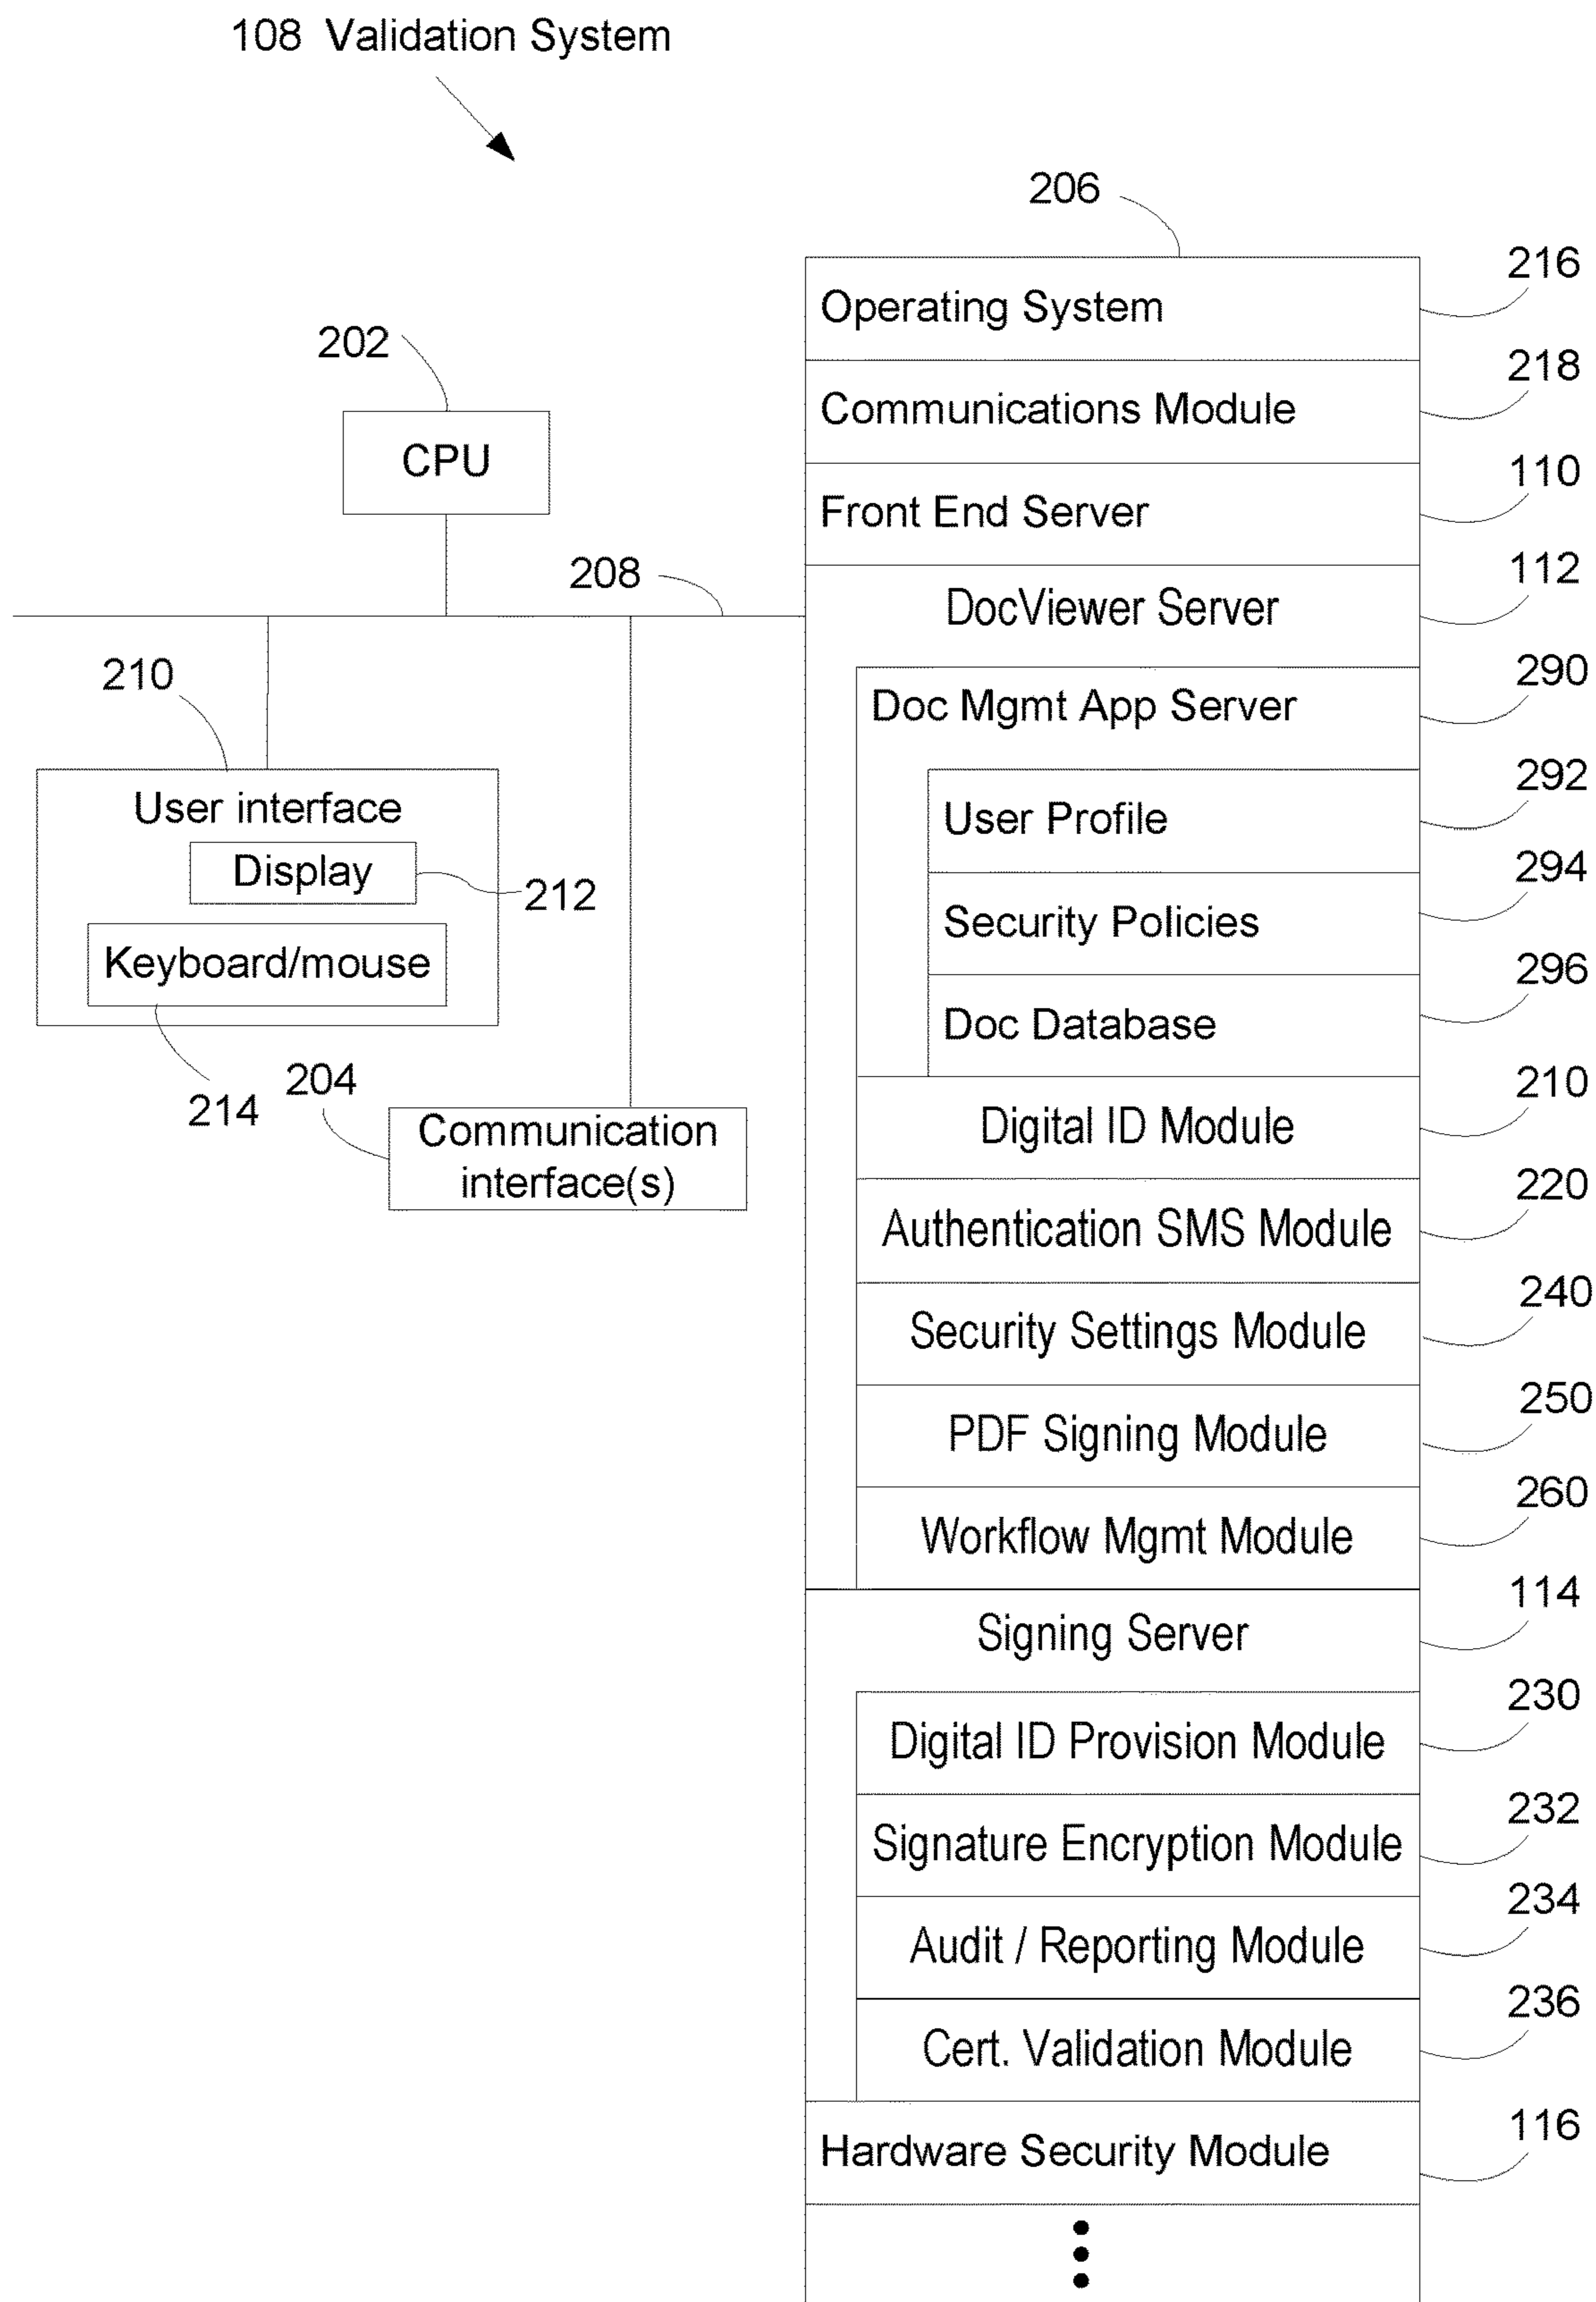 108 Validation System
206
Operating System
216
202
Communications Module
218
CPU
Front End Server
110
208
DocViewer Server
112
210
Doc Mgmt App Server
290
User interface
Display
212
Keyboard/mouse
214
User Profile
292
Security Policies
294
Doc Database
296
204
Communication
interface(s)
Digital ID Module
210
Authentication SMS Module
220
Security Settings Module
240
PDF Signing Module
250
Workflow Mgmt Module
260
Signing Server
114
Digital ID Provision Module
230
Signature Encryption Module
232
Audit / Reporting Module
234
Cert. Validation Module
236
Hardware Security Module
116